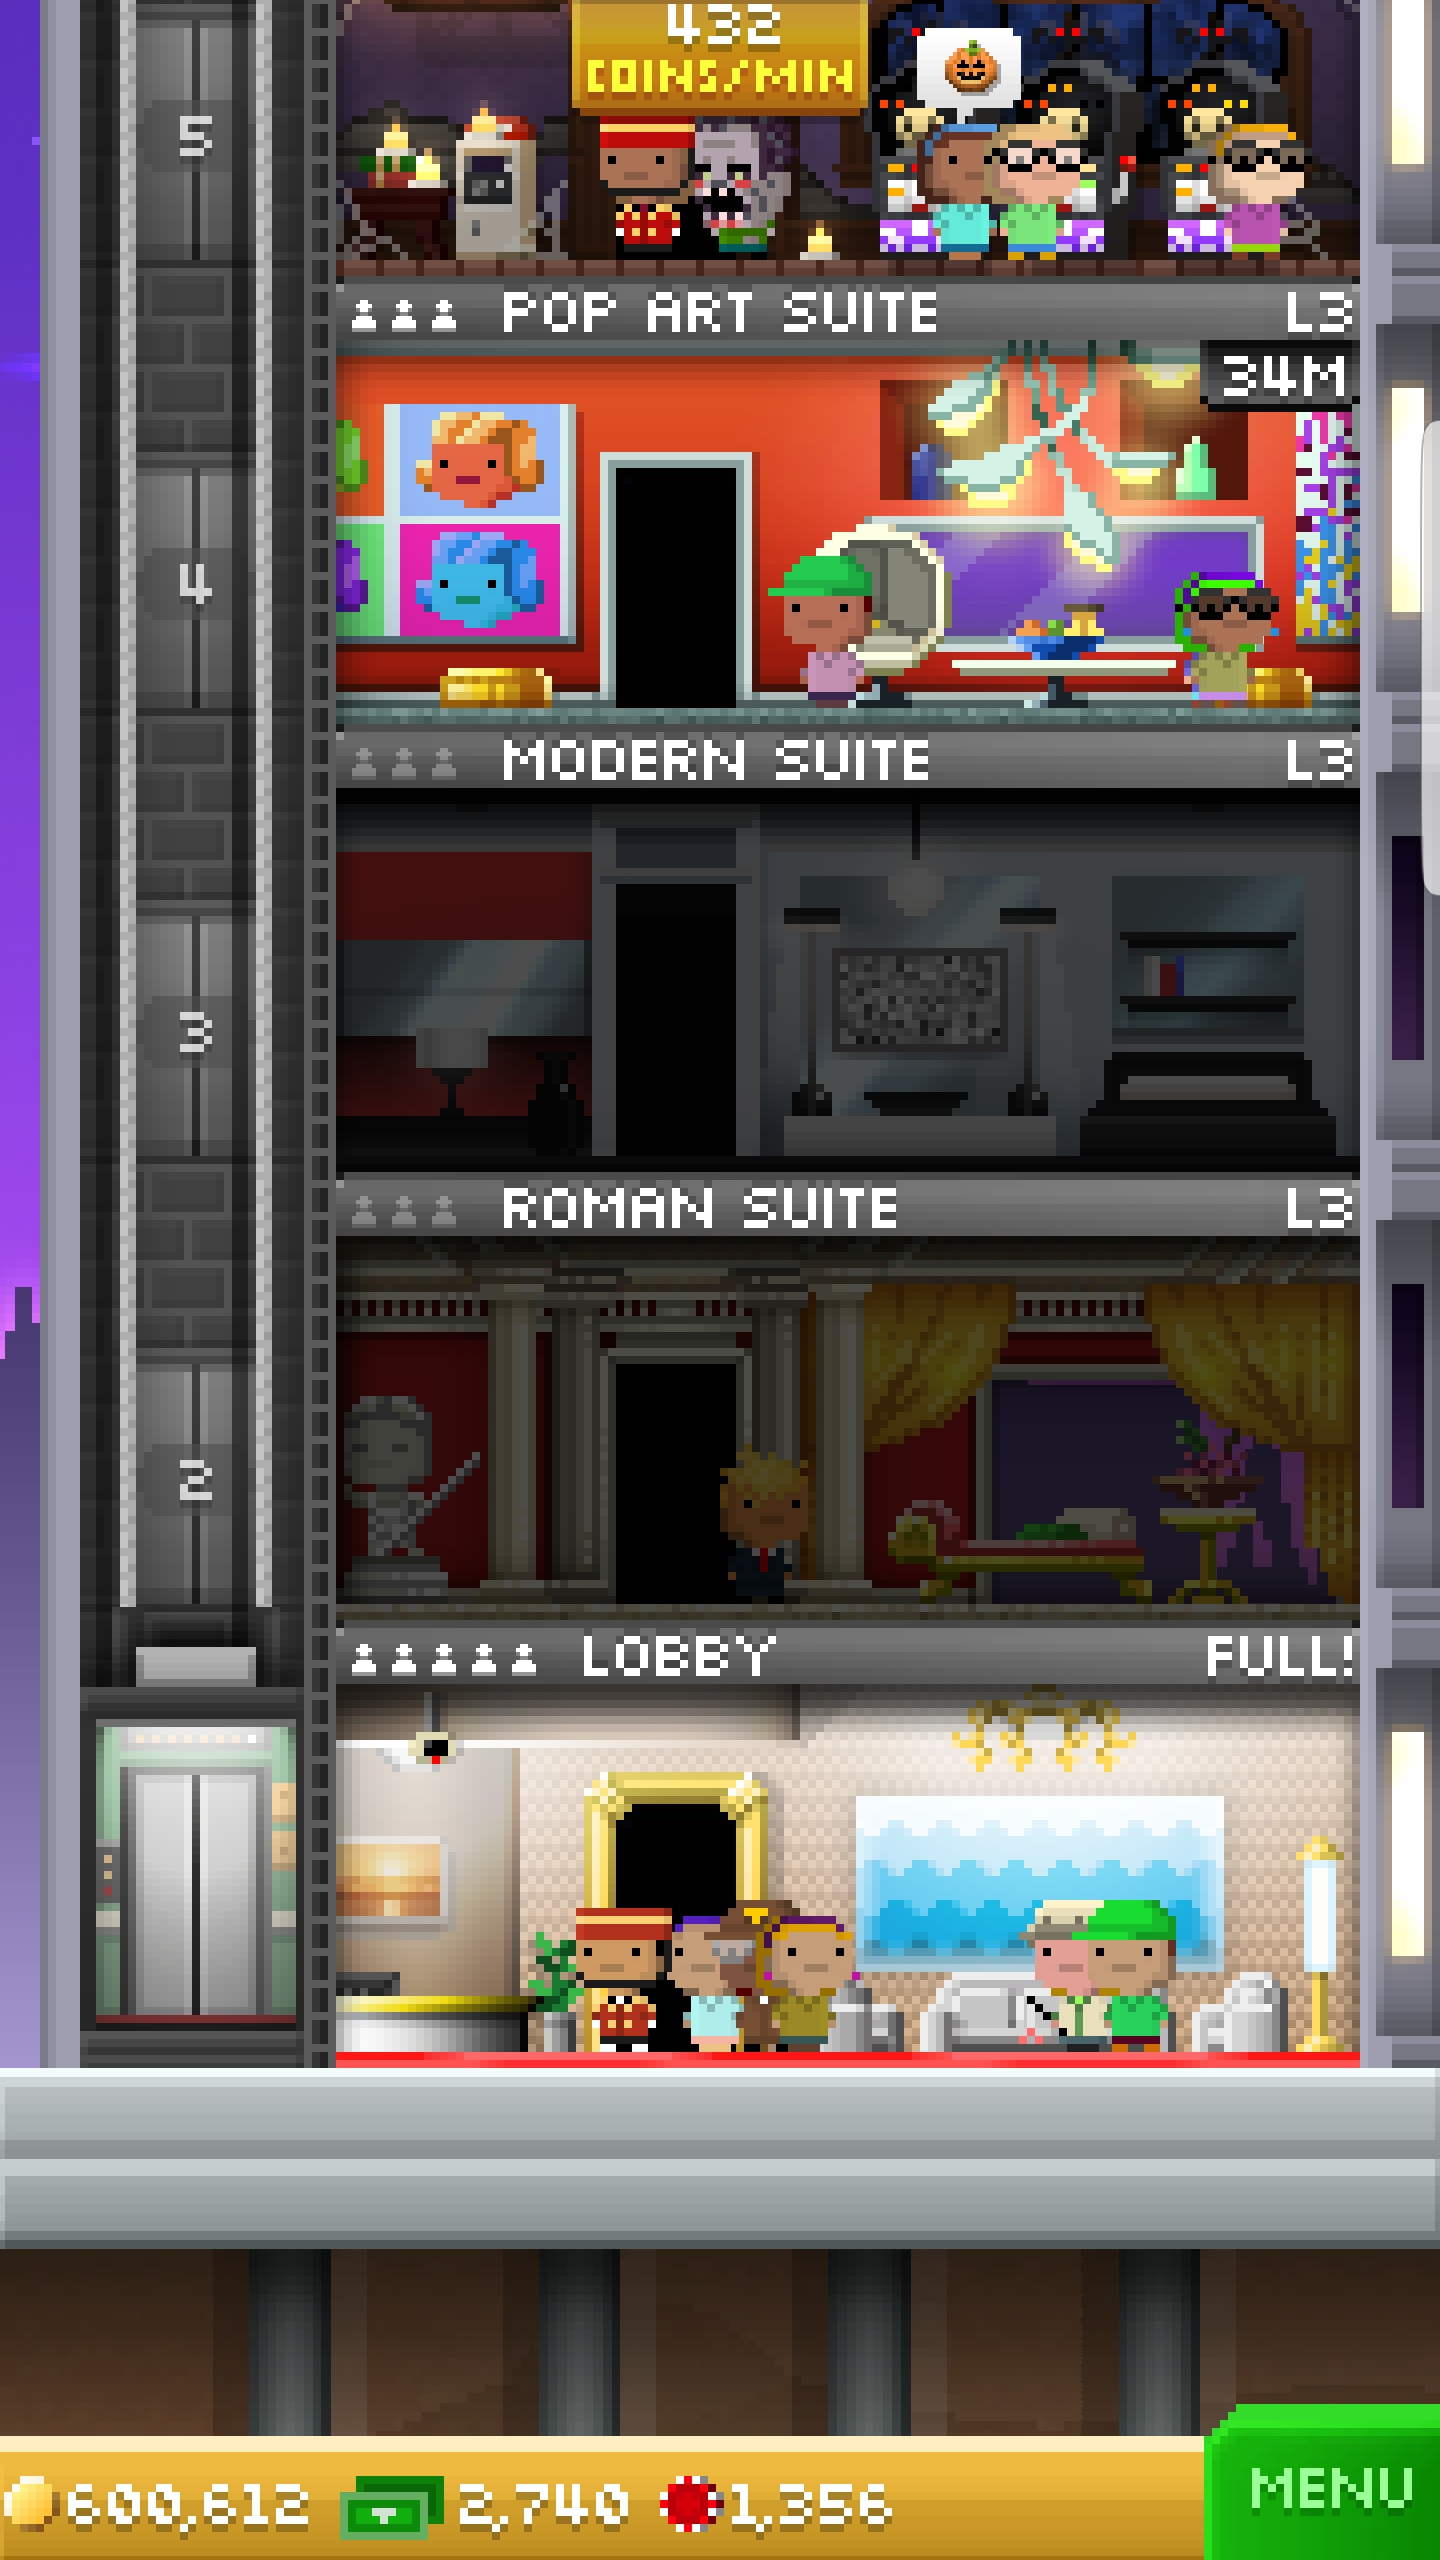 432
COINS/MIN
5
POP ART SUITE L3
34M
4
MODERN SUITE L3
3
ROMAN SUITE L3
2
LOBBY FULL!
600,612 2,740 1,356 MENU